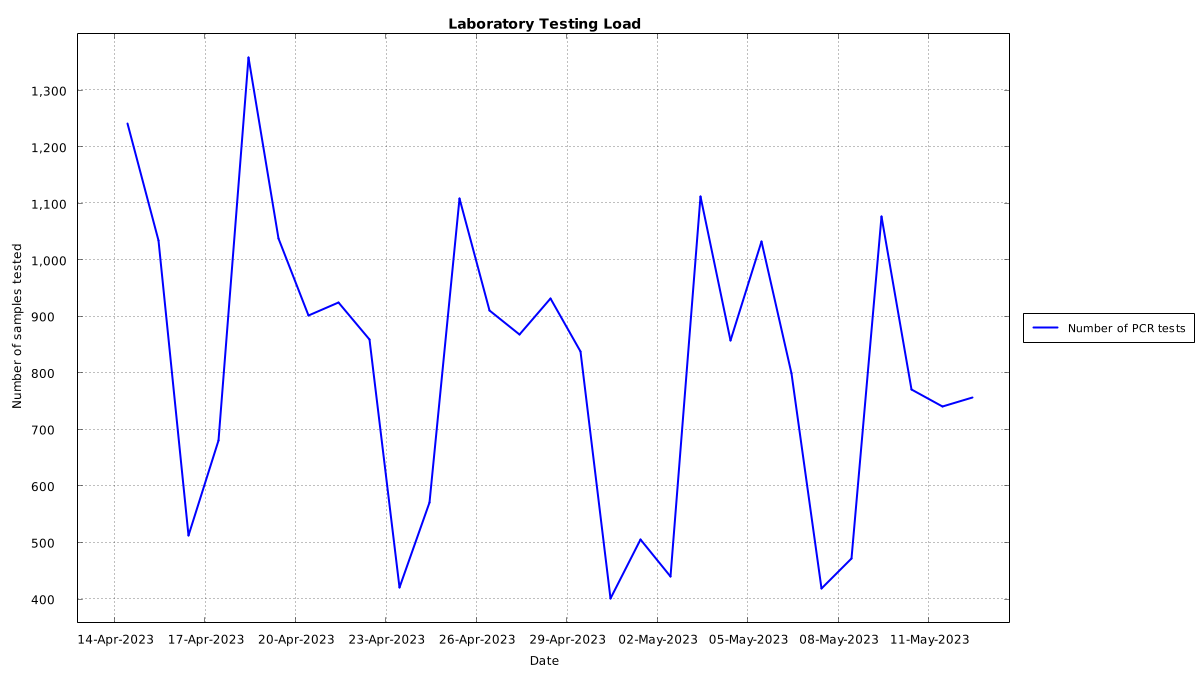 Laboratory Testing Load
Number of samples tested
1,300
1,200
1,100
1,000
900
800
700
600
500
400
14-Apr-2023 17-Apr-2023 20-Apr-2023 23-Apr-2023 26-Apr-2023 29-Apr-2023 02-May-2023 05-May-2023 08-May-2023 11-May-2023
Date
Number of PCR tests